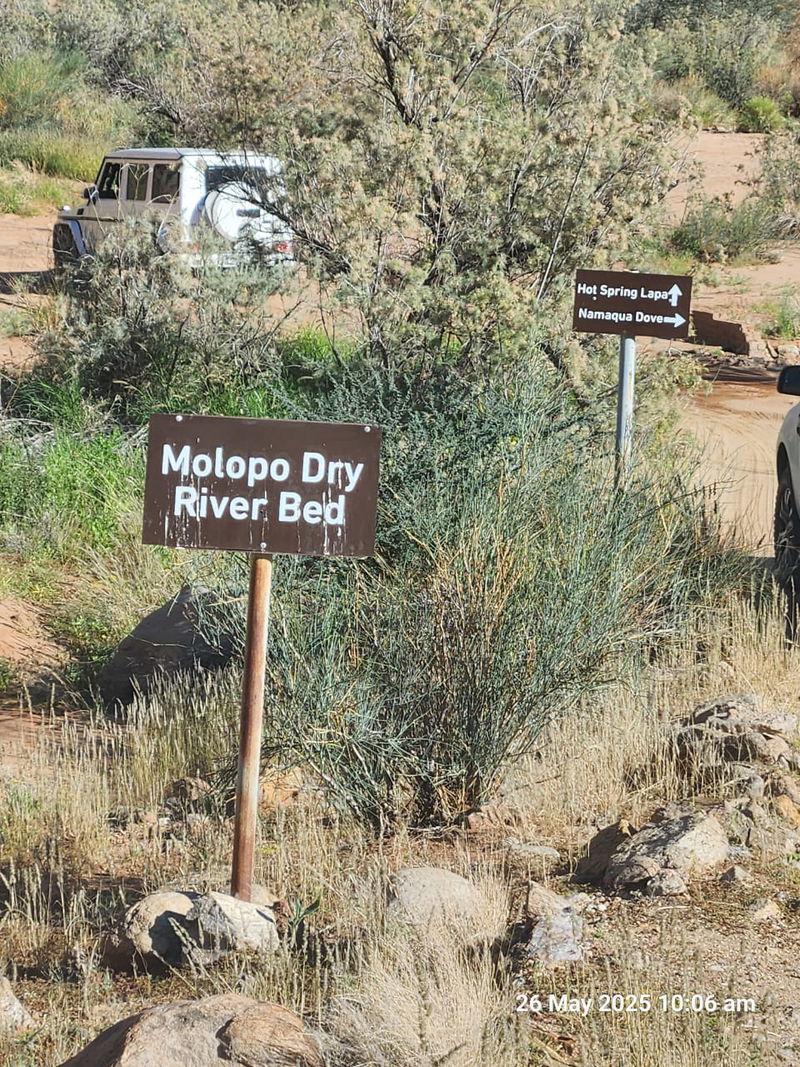 Hot Spring Lapa↑
Namaqua Dove→
Molopo Dry
River Bed
26 May 2025 10:06 am